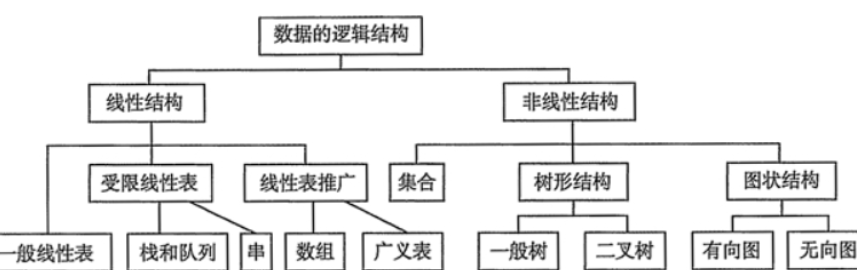 数据的逻辑结构
线性结构
非线性结构
受限线性表
线性表推广
集合
树形结构
图状结构
一般线性表
栈和队列
串
数组
广义表
一般树
二叉树
有向图
无向图